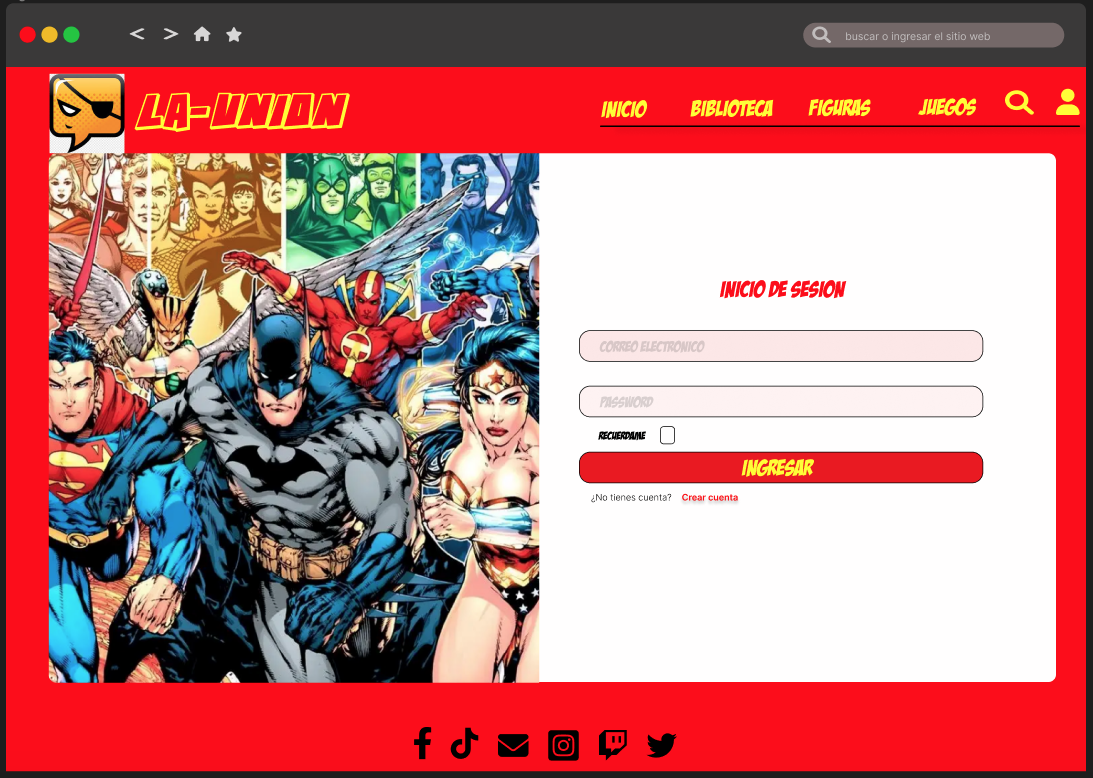 buscar o ingresar el sitio web
LA-UNION
INICIO BIBLIOTECA FIGURAS JUEGOS
INICIO DE SESION
CORREO ELECTRONICO
PASSWORD
RECUERDAME
INGRESAR
¿No tienes cuenta? Crear cuenta